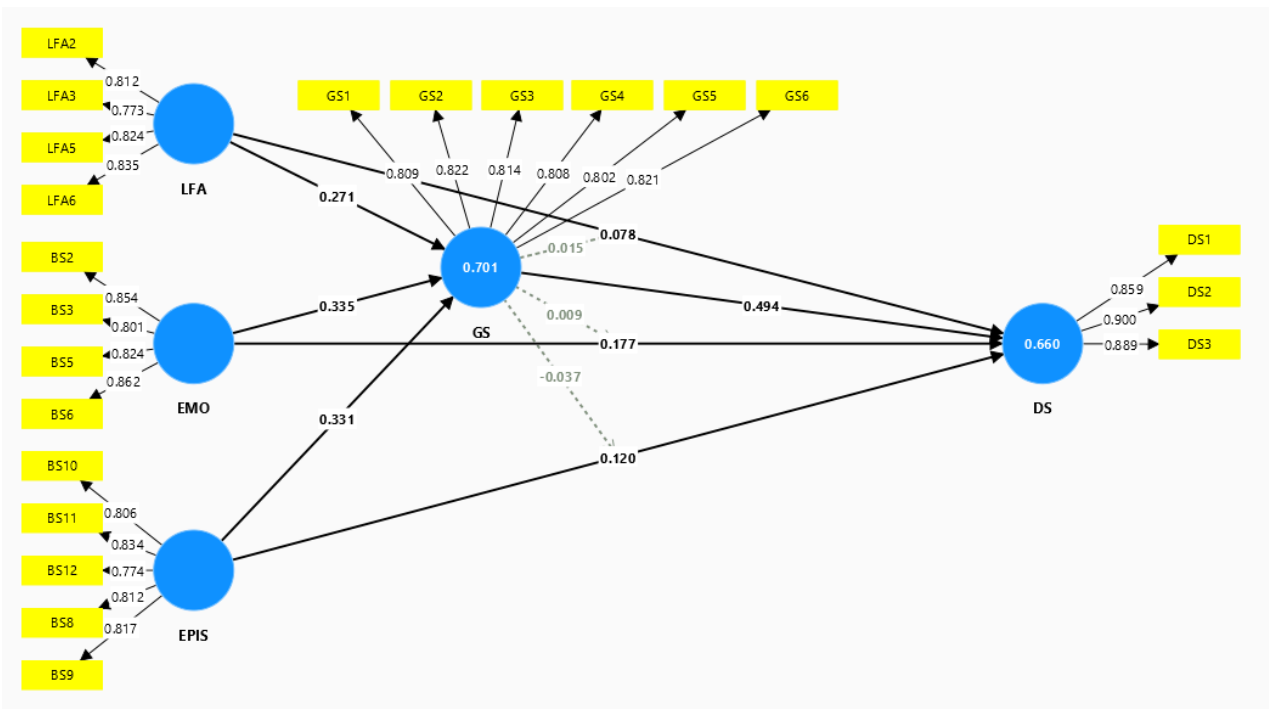 LFA2
LFA3
LFA5
LFA6
0.812
0.773
0.824
0.835
LFA
GS1
GS2
GS3
GS4
GS5
GS6
0.809
0.822
0.814
0.808
0.802
0.821
0.271
0.078
0.015
0.701
GS
BS2
BS3
BS5
BS6
0.854
0.801
0.824
0.862
EMO
0.335
0.494
0.009
0.177
-0.037
DS1
DS2
DS3
0.859
0.900
0.889
0.660
DS
0.331
0.120
BS10
BS11
BS12
BS8
BS9
0.806
0.834
0.774
0.812
0.817
EPIS